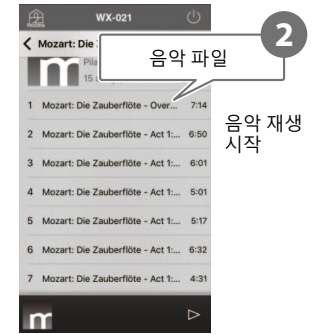 WX-021
2
Mozart: Die
음악 파일
1 Mozart: Die Zauberflöte - Over... 7:14
음악 재생
시작
2 Mozart: Die Zauberflöte - Act 1:... 6:50
3 Mozart: Die Zauberflöte - Act 1:... 6:01
4 Mozart: Die Zauberflöte - Act 1:... 5:01
5 Mozart: Die Zauberflöte - Act 1:... 5:17
6 Mozart: Die Zauberflöte - Act 1:... 6:32
7 Mozart: Die Zauberflöte - Act 1:... 4:31